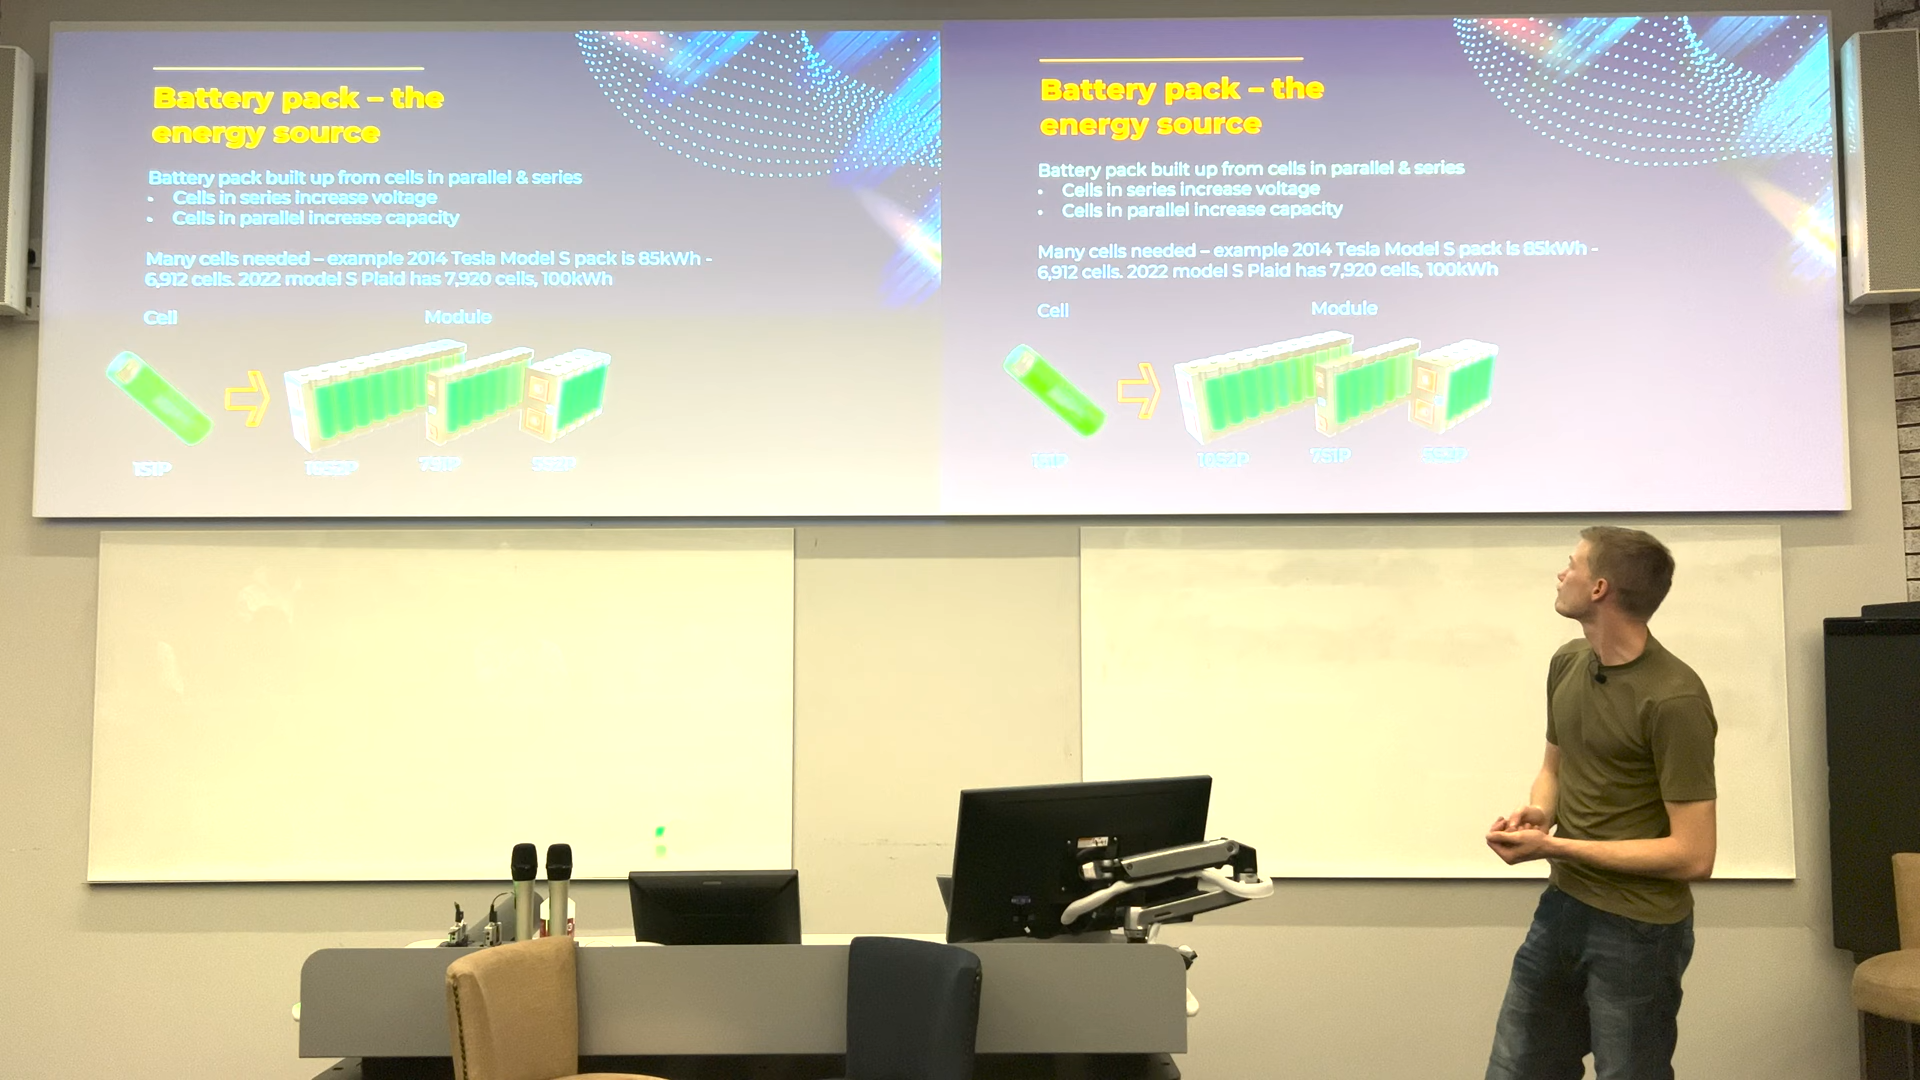 Battery pack – the
energy source
Battery pack built up from cells in parallel & series
• Cells in series increase voltage
• Cells in parallel increase capacity
Many cells needed – example 2014 Tesla Model S pack is 85kWh -
6,912 cells. 2022 model S Plaid has 7,920 cells, 100kWh
Cell
Module
1S1P
10S2P
7S1P
Battery pack – the
energy source
Battery pack built up from cells in parallel & series
• Cells in series increase voltage
• Cells in parallel increase capacity
Many cells needed – example 2014 Tesla Model S pack is 85kWh -
6,912 cells. 2022 model S Plaid has 7,920 cells, 100kWh
Cell
Module
1S1P
10S2P
7S1P